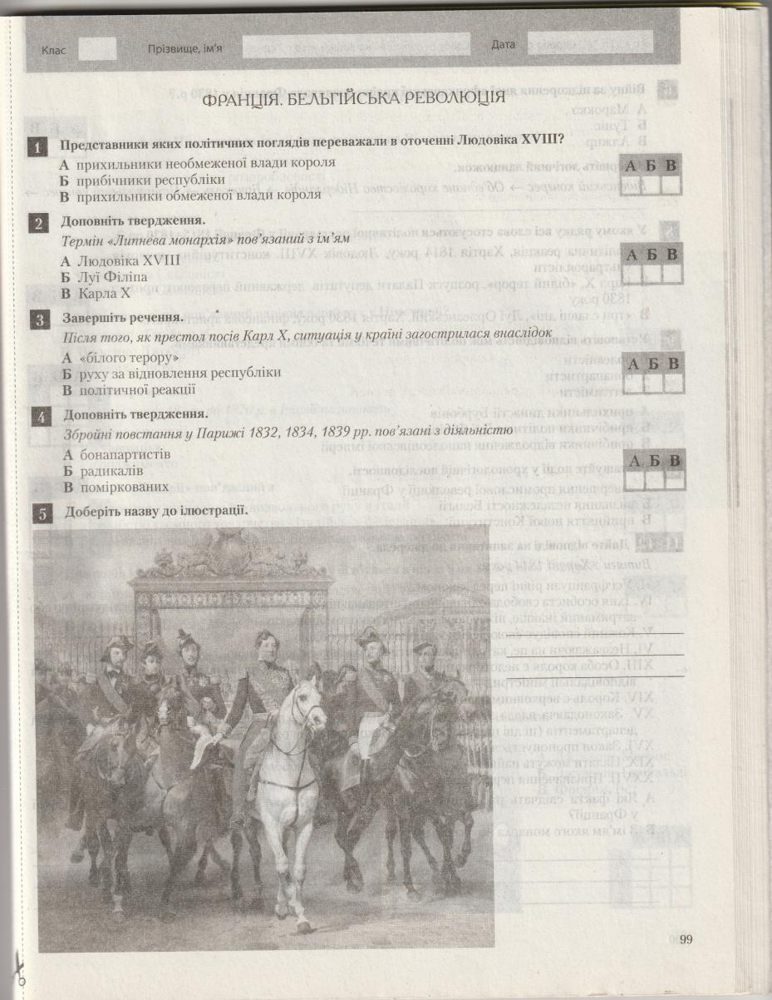 Клас Прізвище, ім'я Дата
ФРАНЦІЯ. БЕЛЬГІЙСЬКА РЕВОЛЮЦІЯ
1 Представники яких політичних поглядів переважали в оточенні Людовіка XVIII?
А прихильники необмеженої влади короля
Б прибічники республіки
В прихильники обмеженої влади короля
А Б В
2 Доповніть твердження.
Термін «Липнева монархія» пов'язаний з ім'ям
А Людовіка XVIII
Б Луї Філіпа
В Карла X
А Б В
3 Завершіть речення.
Після того, як престол посів Карл X, ситуація у країні загострилася внаслідок
А «білого терору»
Б руху за відновлення республіки
В політичної реакції
А Б В
4 Доповніть твердження.
Збройні повстання у Парижі 1832, 1834, 1839 рр. пов'язані з діяльністю
А бонапартистів
Б радикалів
В поміркованих
А Б В
5 Доберіть назву до ілюстрації.
99